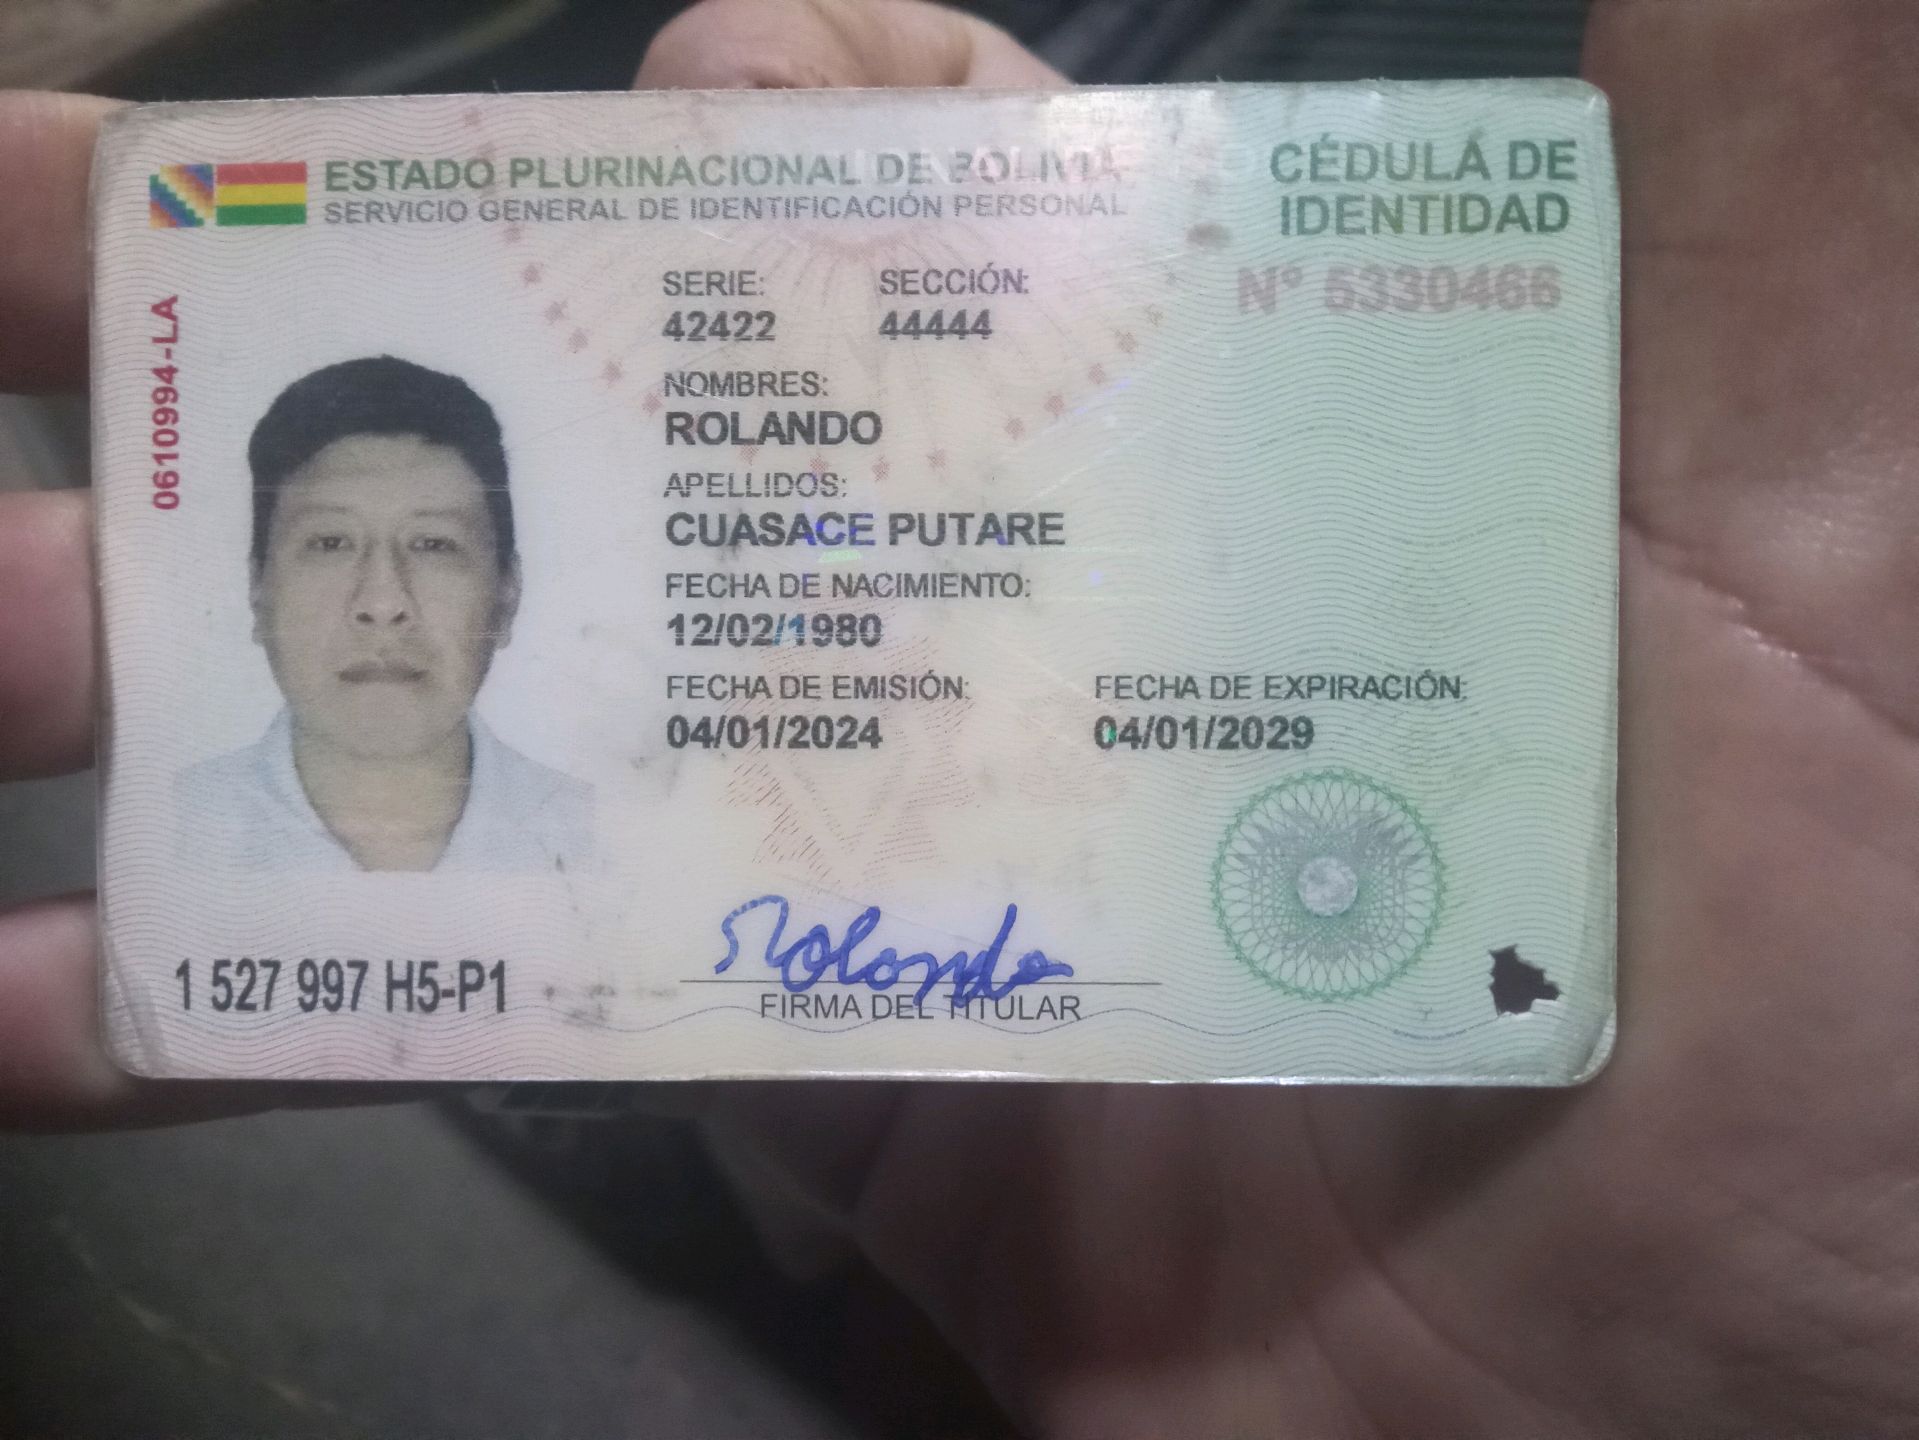 ESTADO PLURINACIONAL DE BOLIVIA
SERVICIO GENERAL DE IDENTIFICACIÓN PERSONAL
CÉDULA DE
IDENTIDAD
N° 5330466
0610994-LA
SERIE: SECCIÓN:
42422 44444
NOMBRES:
ROLANDO
APELLIDOS:
CUASACE PUTARE
FECHA DE NACIMIENTO:
12/02/1980
FECHA DE EMISIÓN: FECHA DE EXPIRACIÓN:
04/01/2024 04/01/2029
Rolando
FIRMA DEL TITULAR
1 527 997 H5-P1